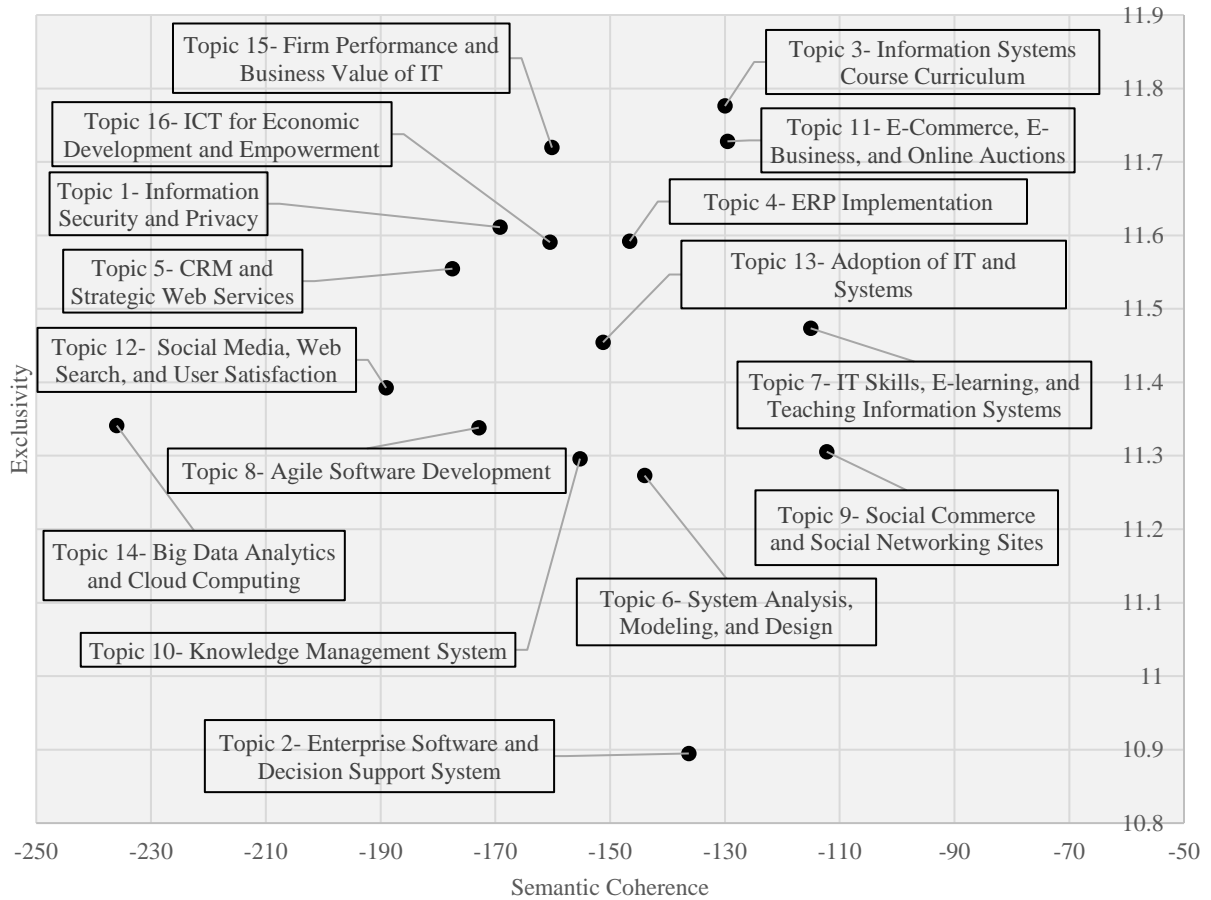 11.9
Topic 15- Firm Performance and
Business Value of IT
Topic 3- Information Systems
Course Curriculum
11.8
Topic 16- ICT for Economic
Development and Empowerment
Topic 11- E-Commerce, E-
Business, and Online Auctions
11.7
Topic 1- Information
Security and Privacy
Topic 4- ERP Implementation
11.6
Topic 5- CRM and
Strategic Web Services
Topic 13- Adoption of IT and
Systems
11.5
Topic 12- Social Media, Web
Search, and User Satisfaction
Topic 7- IT Skills, E-learning, and
Teaching Information Systems
11.4
Exclusivity
Topic 8- Agile Software Development
11.3
Topic 9- Social Commerce
and Social Networking Sites
11.2
Topic 14- Big Data Analytics
and Cloud Computing
Topic 6- System Analysis,
Modeling, and Design
11.1
Topic 10- Knowledge Management System
11
Topic 2- Enterprise Software and
Decision Support System
10.9
10.8
-250 -230 -210 -190 -170 -150 -130 -110 -90 -70 -50
Semantic Coherence